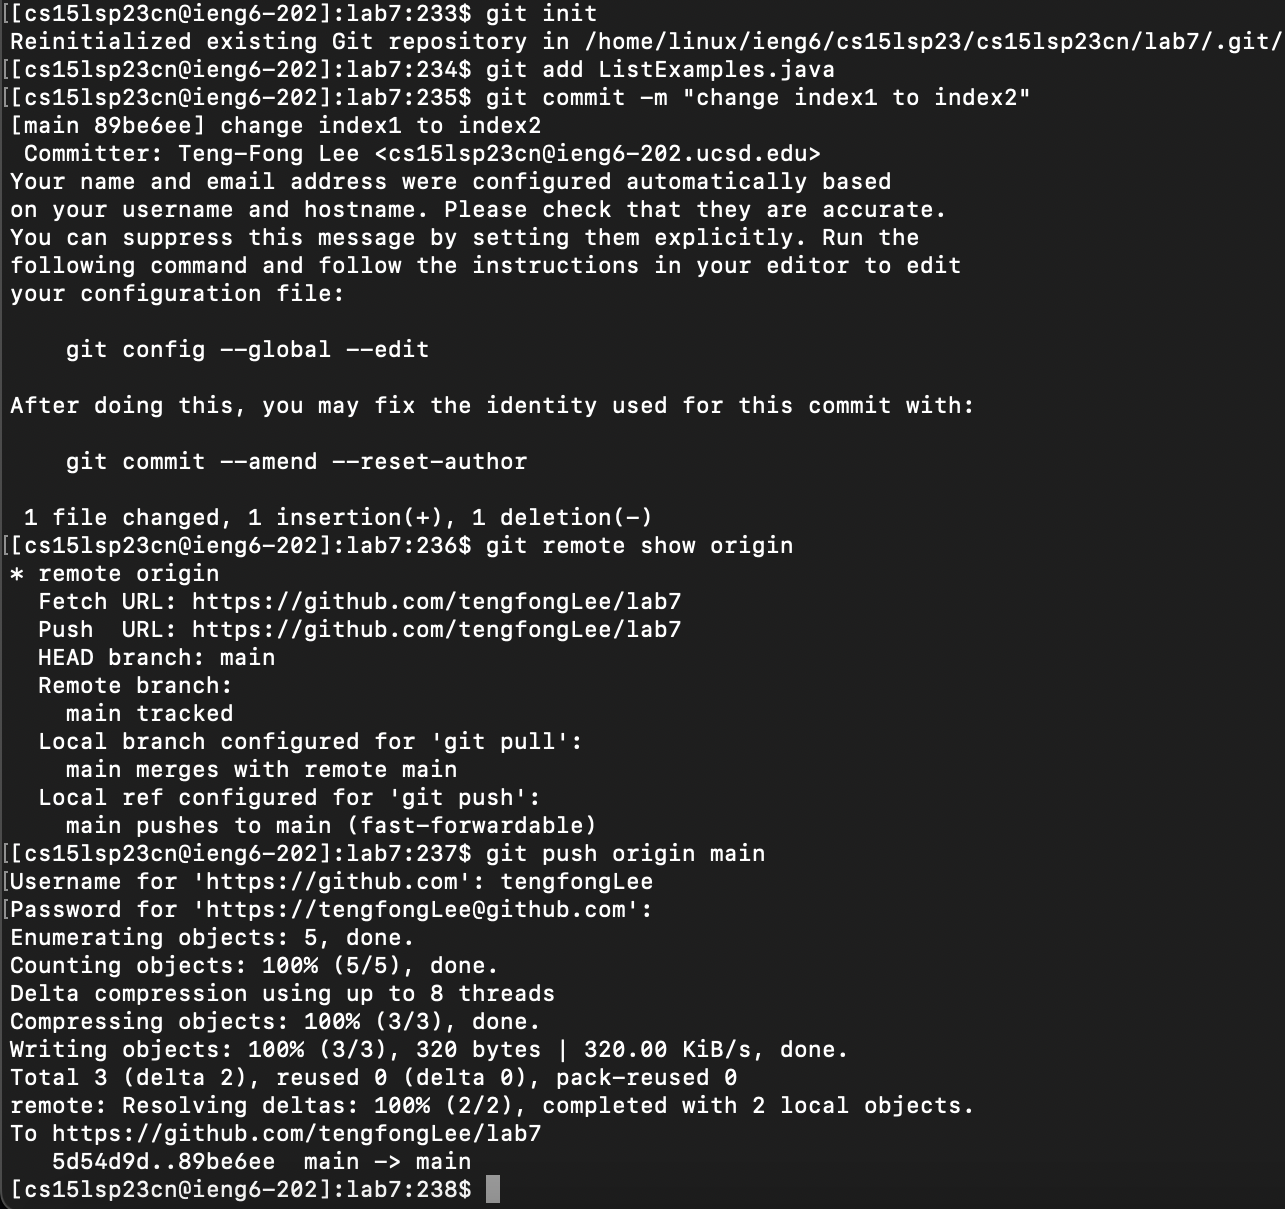 [[cs15lsp23cn@ieng6-202]:lab7:233$ git init
Reinitialized existing Git repository in /home/linux/ieng6/cs15lsp23/cs15lsp23cn/lab7/.git/
[[cs15lsp23cn@ieng6-202]:lab7:234$ git add ListExamples.java
[[cs15lsp23cn@ieng6-202]:lab7:235$ git commit -m "change index1 to index2"
[main 89be6ee] change index1 to index2
 Committer: Teng-Fong Lee <cs15lsp23cn@ieng6-202.ucsd.edu>
Your name and email address were configured automatically based
on your username and hostname. Please check that they are accurate.
You can suppress this message by setting them explicitly. Run the
following command and follow the instructions in your editor to edit
your configuration file:

    git config --global --edit

After doing this, you may fix the identity used for this commit with:

    git commit --amend --reset-author

 1 file changed, 1 insertion(+), 1 deletion(-)
[[cs15lsp23cn@ieng6-202]:lab7:236$ git remote show origin
* remote origin
  Fetch URL: https://github.com/tengfongLee/lab7
  Push  URL: https://github.com/tengfongLee/lab7
  HEAD branch: main
  Remote branch:
    main tracked
  Local branch configured for 'git pull':
    main merges with remote main
  Local ref configured for 'git push':
    main pushes to main (fast-forwardable)
[[cs15lsp23cn@ieng6-202]:lab7:237$ git push origin main
[Username for 'https://github.com': tengfongLee
[Password for 'https://tengfongLee@github.com':
Enumerating objects: 5, done.
Counting objects: 100% (5/5), done.
Delta compression using up to 8 threads
Compressing objects: 100% (3/3), done.
Writing objects: 100% (3/3), 320 bytes | 320.00 KiB/s, done.
Total 3 (delta 2), reused 0 (delta 0), pack-reused 0
remote: Resolving deltas: 100% (2/2), completed with 2 local objects.
To https://github.com/tengfongLee/lab7
   5d54d9d..89be6ee  main -> main
[cs15lsp23cn@ieng6-202]:lab7:238$